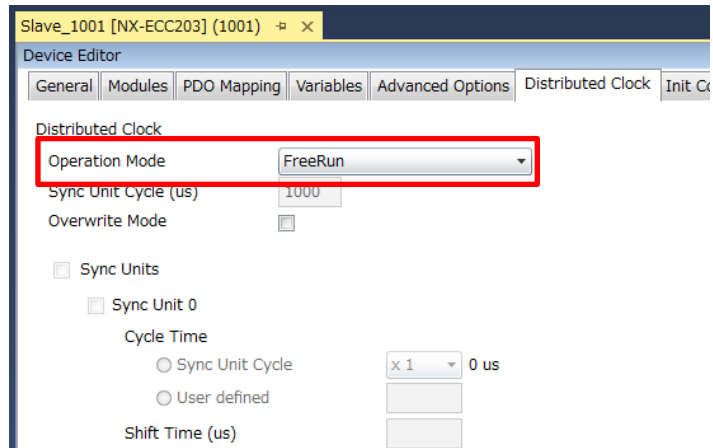 Slave_1001 [NX-ECC203] (1001)
Device Editor
General Modules PDO Mapping Variables Advanced Options Distributed Clock Init Co
Distributed Clock
Operation Mode FreeRun
Sync Unit Cycle (us) 1000
Overwrite Mode
Sync Units
Sync Unit 0
Cycle Time
Sync Unit Cycle x 1 0 us
User defined
Shift Time (us)